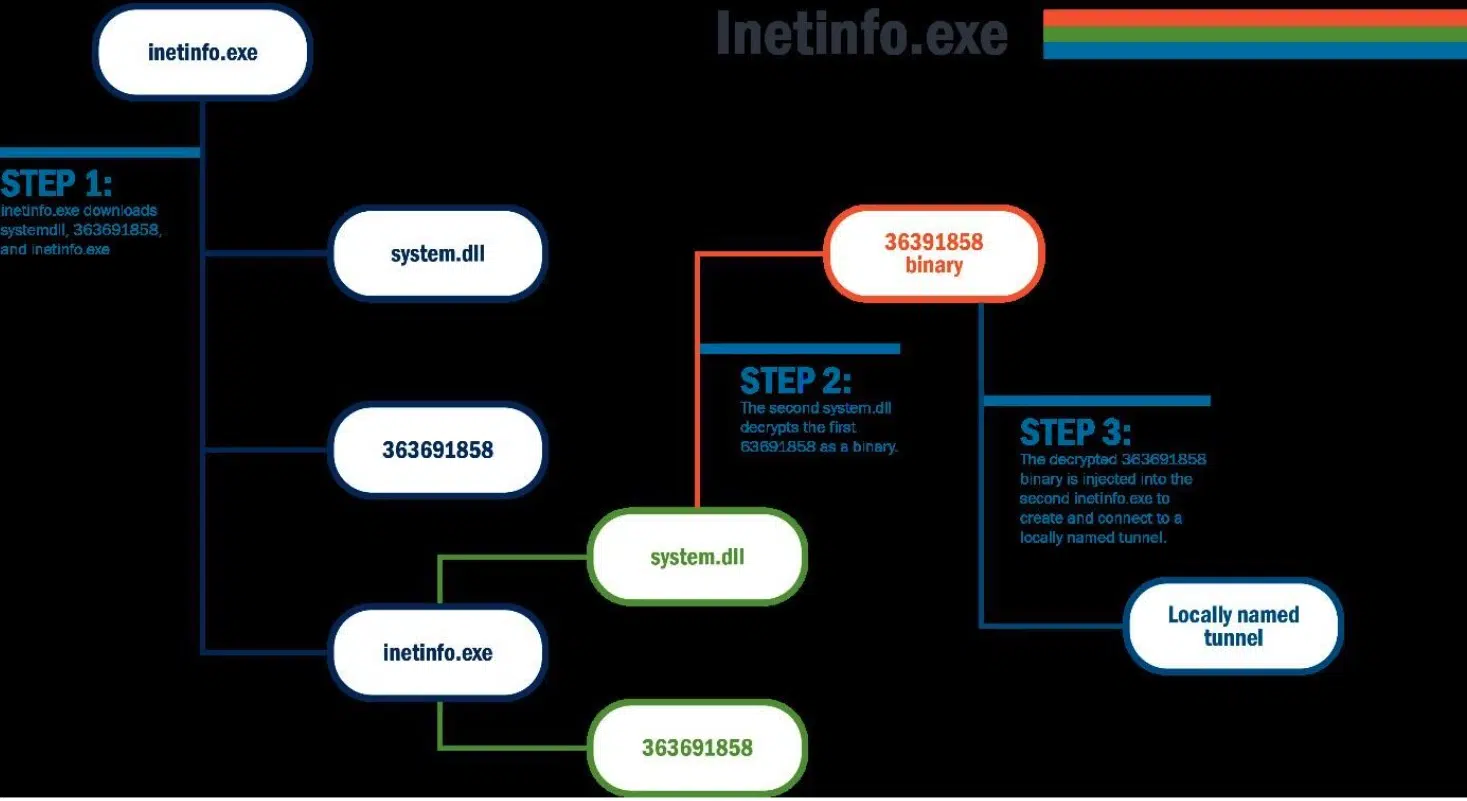 inetinfo.exe
Inetinfo.exe
STEP 1:
inetinfo.exe downloads
systemdll, 363691858,
and inetinfo.exe
system.dll
363691858
inetinfo.exe
system.dll
363691858
36391858
binary
STEP 2:
The second system.dll
decrypts the first
63691858 as a binary.
STEP 3:
The decrypted 363691858
binary is injected into the
second inetinfo.exe to
create and connect to a
locally named tunnel.
Locally named
tunnel